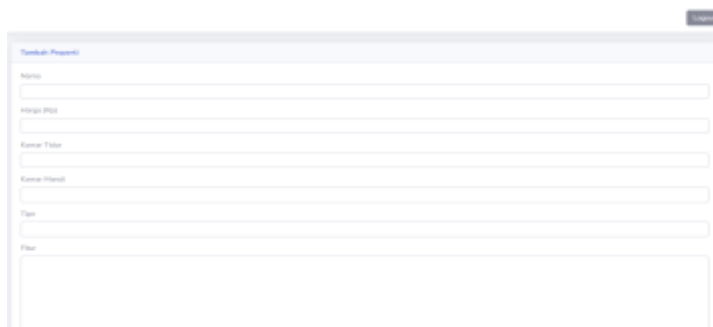 Logout
Tambah Properti
Nama
Harga (Rp)
Kamar Tidur
Kamar Mandi
Tipe
Fitur